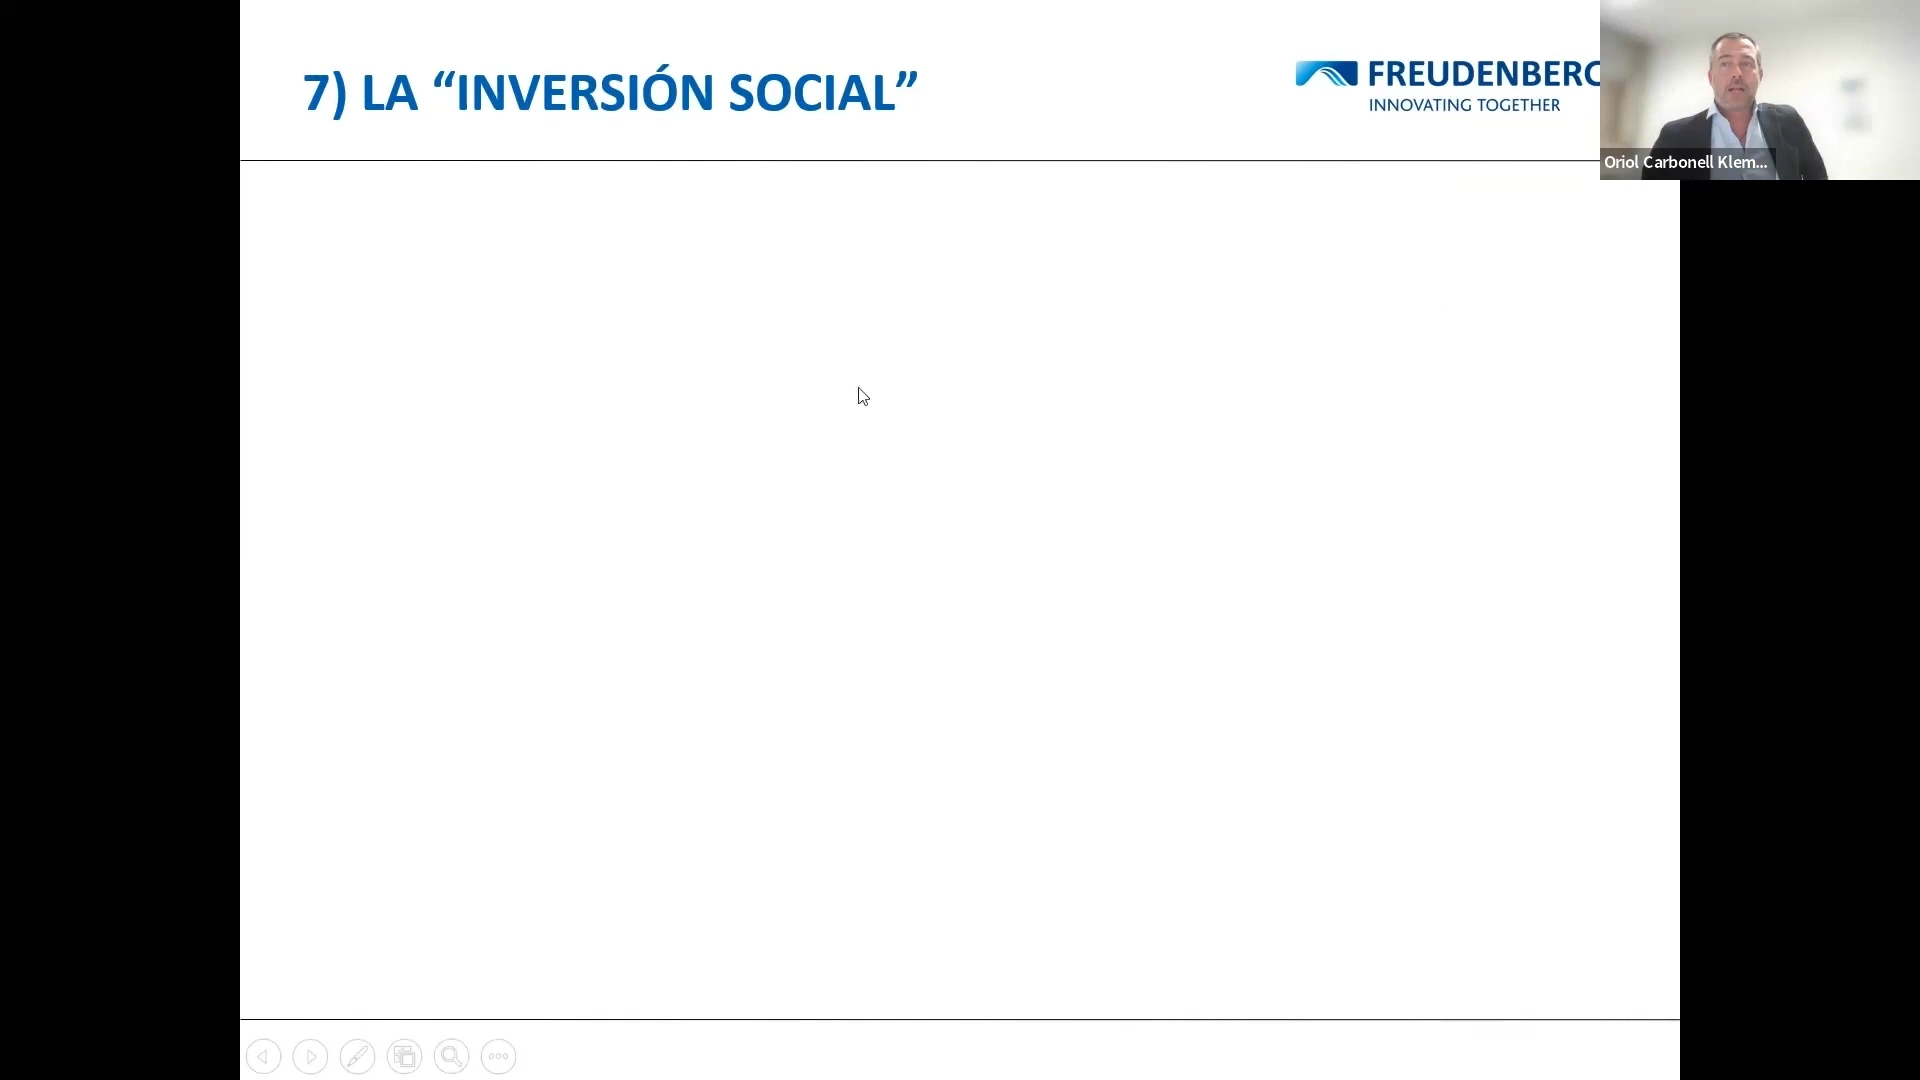 7) LA “INVERSIÓN SOCIAL”
FREUDENBERG
INNOVATING TOGETHER
Oriol Carbonell Klem...